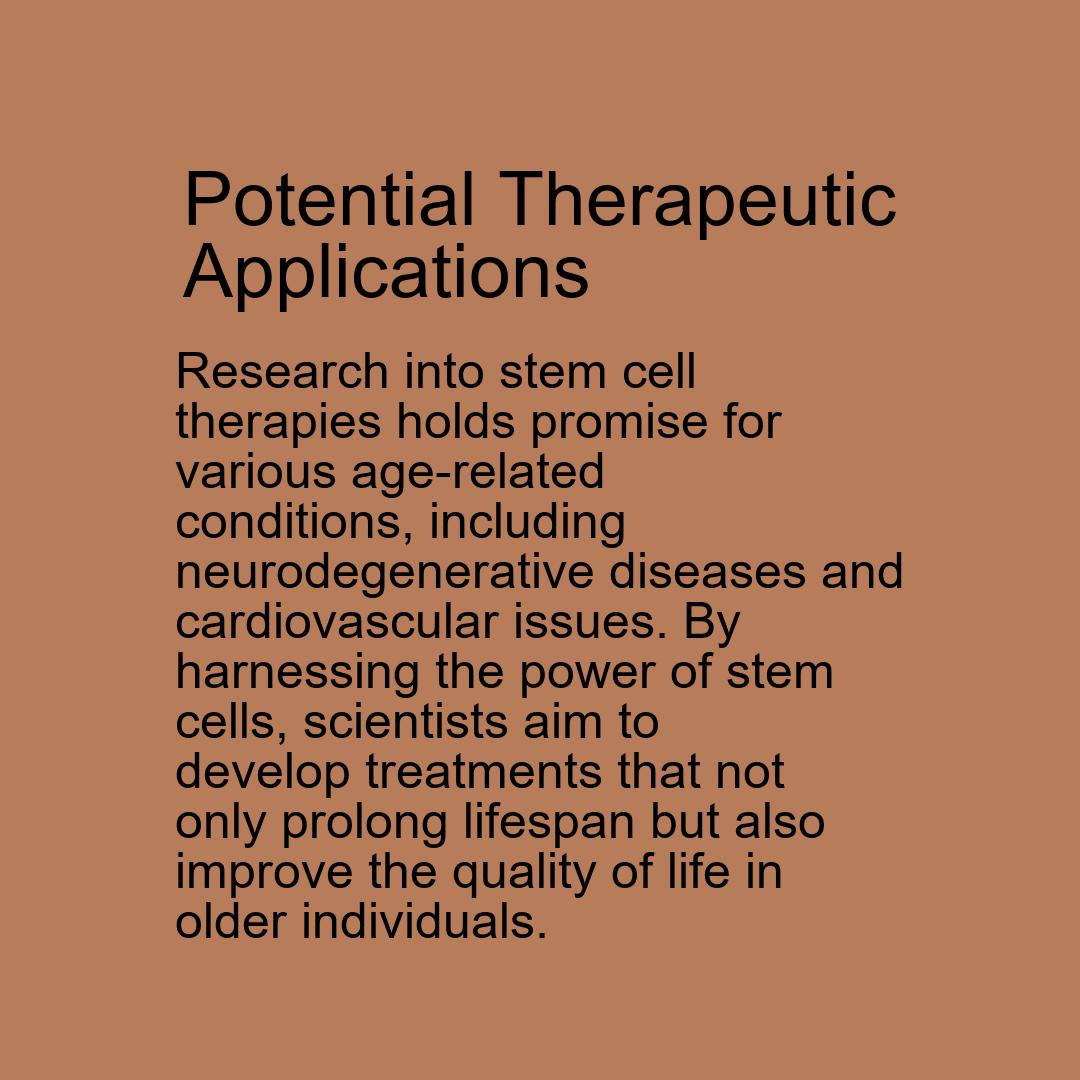 Potential Therapeutic
Applications
Research into stem cell
therapies holds promise for
various age-related
conditions, including
neurodegenerative diseases and
cardiovascular issues. By
harnessing the power of stem
cells, scientists aim to
develop treatments that not
only prolong lifespan but also
improve the quality of life in
older individuals.